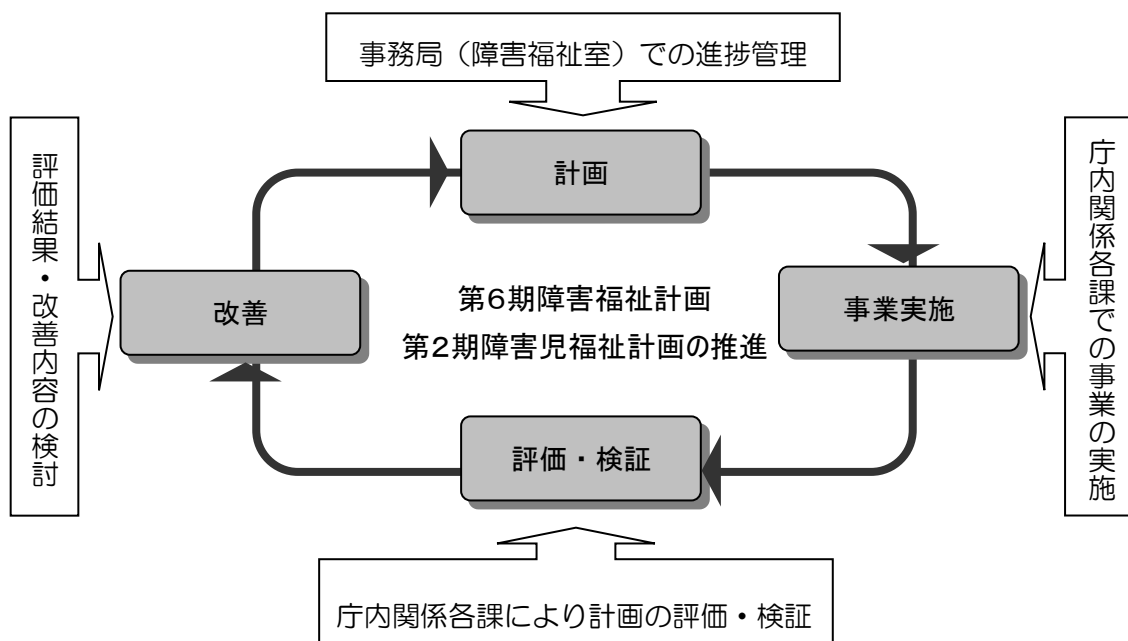 事務局（障害福祉室）での進捗管理
計画
評価結果・改善内容の検討
庁内関係各課での事業の実施
改善
第６期障害福祉計画
第２期障害児福祉計画の推進
事業実施
評価・検証
庁内関係各課により計画の評価・検証